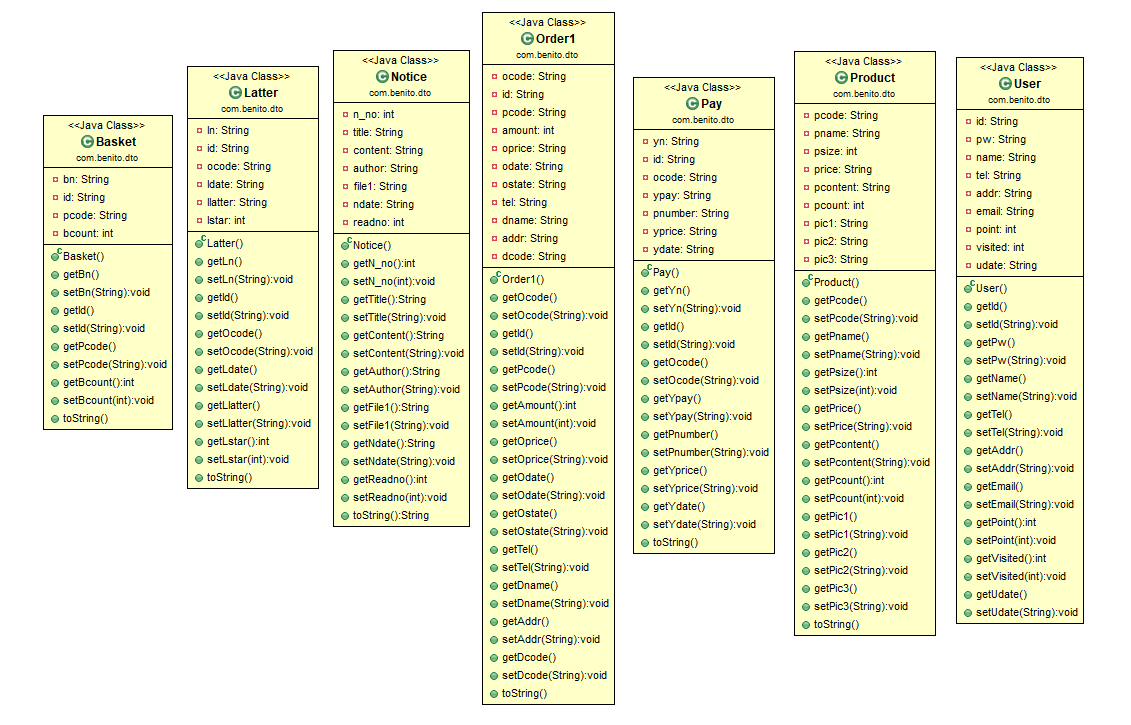 <<Java Class>>
Basket
com.benito.dto
bn: String
id: String
pcode: String
bcount: int
Basket()
getBn()
setBn(String):void
getId()
setId(String):void
getPcode()
setPcode(String):void
getBcount():int
setBcount(int):void
toString()
<<Java Class>>
Latter
com.benito.dto
ln: String
id: String
ocode: String
ldate: String
llatter: String
lstar: int
Latter()
getLn()
setLn(String):void
getId()
setId(String):void
getOcode()
setOcode(String):void
getLdate()
setLdate(String):void
getLlatter()
setLlatter(String):void
getLstar():int
setLstar(int):void
toString()
<<Java Class>>
Notice
com.benito.dto
n_no: int
title: String
content: String
author: String
file1: String
ndate: String
readno: int
Notice()
getN_no():int
setN_no(int):void
getTitle():String
setTitle(String):void
getContent():String
setContent(String):void
getAuthor():String
setAuthor(String):void
getFile1():String
setFile1(String):void
getNdate():String
setNdate(String):void
getReadno():int
setReadno(int):void
toString():String
<<Java Class>>
Order1
com.benito.dto
ocode: String
id: String
pcode: String
amount: int
oprice: String
odate: String
ostate: String
tel: String
dname: String
addr: String
dcode: String
Order1()
getOcode()
setOcode(String):void
getId()
setId(String):void
getPcode()
setPcode(String):void
getAmount():int
setAmount(int):void
getOprice()
setOprice(String):void
getOdate()
setOdate(String):void
getOstate()
setOstate(String):void
getTel()
setTel(String):void
getDname()
setDname(String):void
getAddr()
setAddr(String):void
getDcode()
setDcode(String):void
toString()
<<Java Class>>
Pay
com.benito.dto
yn: String
id: String
ocode: String
ypay: String
pnumber: String
yprice: String
ydate: String
Pay()
getYn()
setYn(String):void
getId()
setId(String):void
getOcode()
setOcode(String):void
getYpay()
setYpay(String):void
getPnumber()
setPnumber(String):void
getYprice()
setYprice(String):void
getYdate()
setYdate(String):void
toString()
<<Java Class>>
Product
com.benito.dto
pcode: String
pname: String
psize: int
price: String
pcontent: String
pcount: int
pic1: String
pic2: String
pic3: String
Product()
getPcode()
setPcode(String):void
getPname()
setPname(String):void
getPsize():int
setPsize(int):void
getPrice()
setPrice(String):void
getPcontent()
setPcontent(String):void
getPcount():int
setPcount(int):void
getPic1()
setPic1(String):void
getPic2()
setPic2(String):void
getPic3()
setPic3(String):void
toString()
<<Java Class>>
User
com.benito.dto
id: String
pw: String
name: String
tel: String
addr: String
email: String
point: int
visited: int
udate: String
User()
getId()
setId(String):void
getPw()
setPw(String):void
getName()
setName(String):void
getTel()
setTel(String):void
getAddr()
setAddr(String):void
getEmail()
setEmail(String):void
getPoint():int
setPoint(int):void
getVisited():int
setVisited(int):void
getUdate()
setUdate(String):void